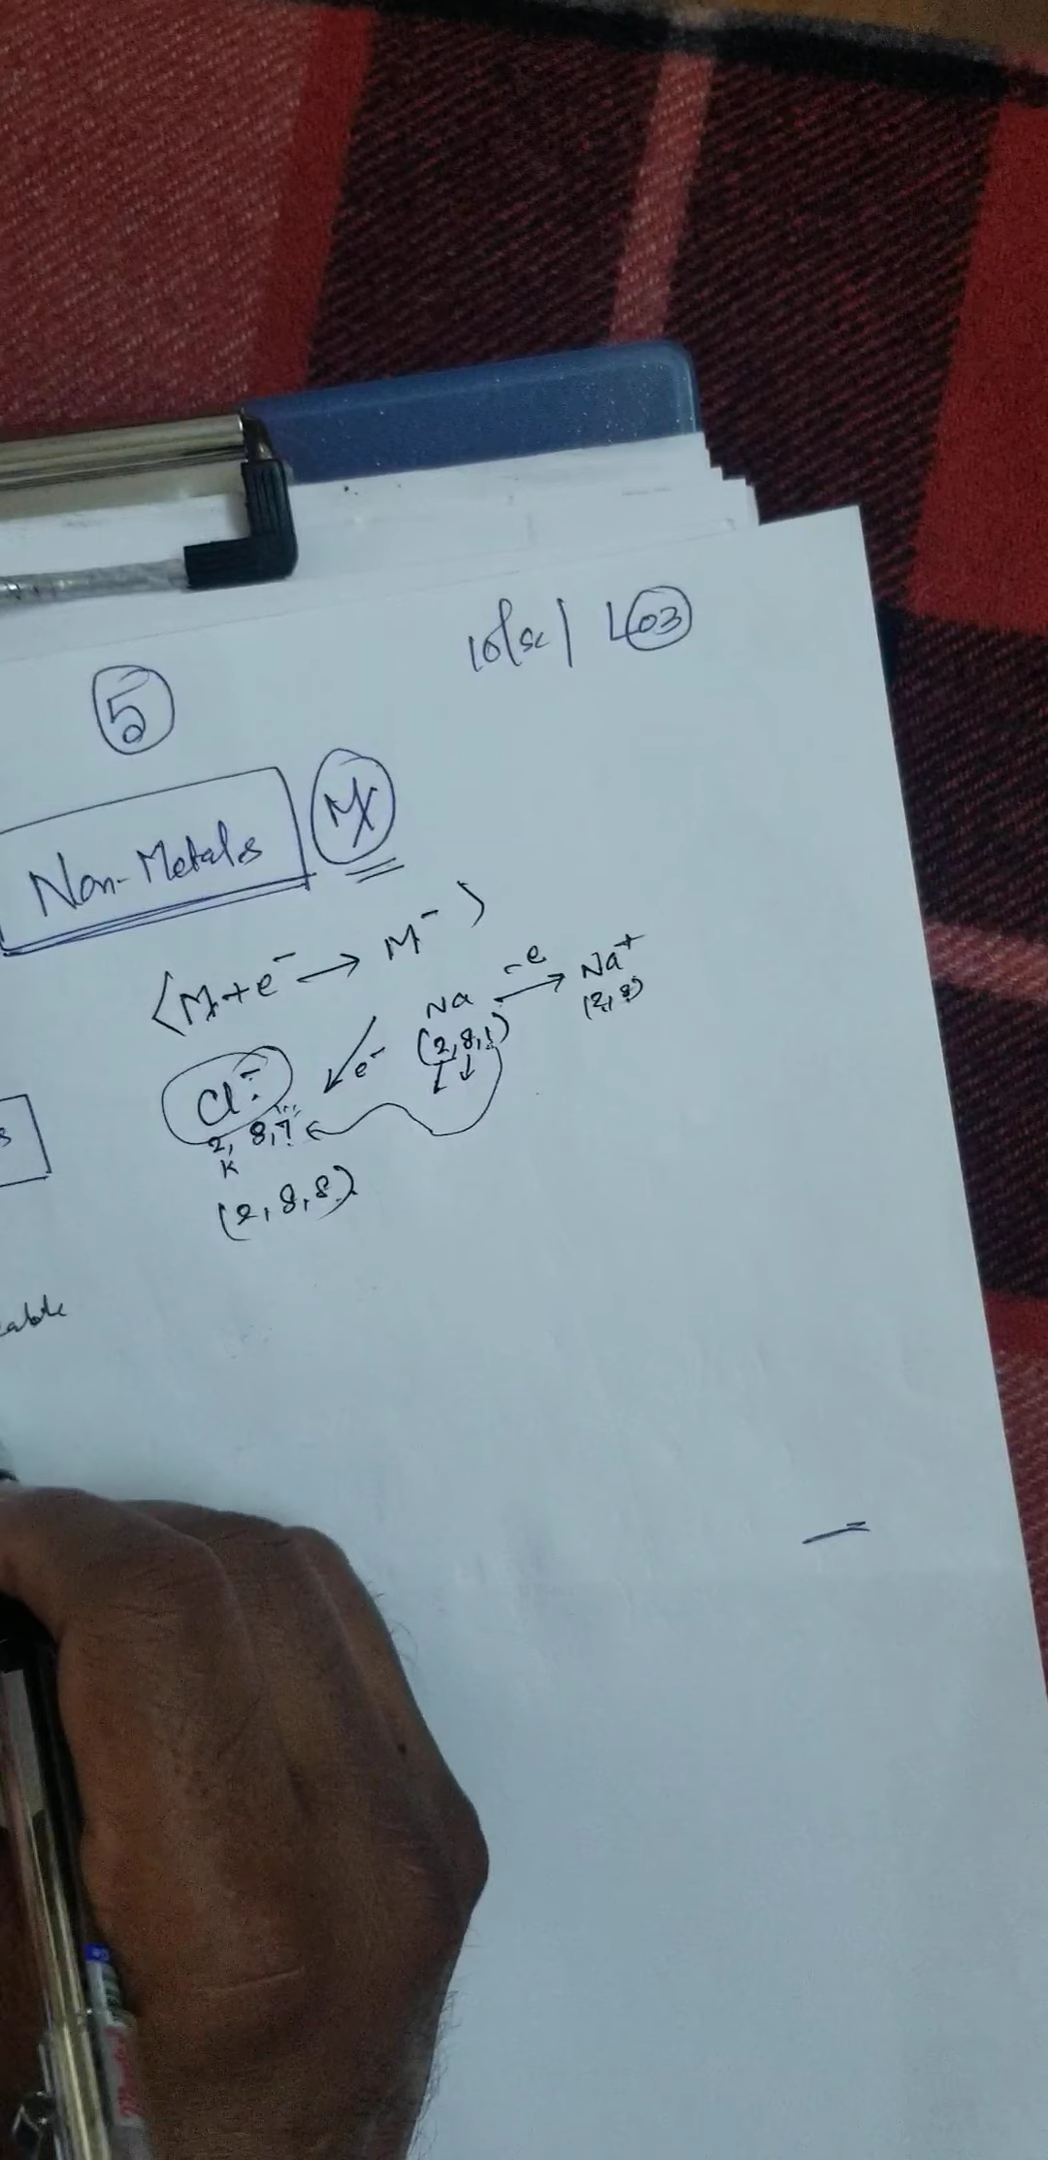 10/sc | L03
5
Non-Metals
M + e⁻ → M⁻
Na -e → Na⁺
(2,8,1) (2,8)
e⁻
Cl⁻
2, 8,7
K
(2,8,8)